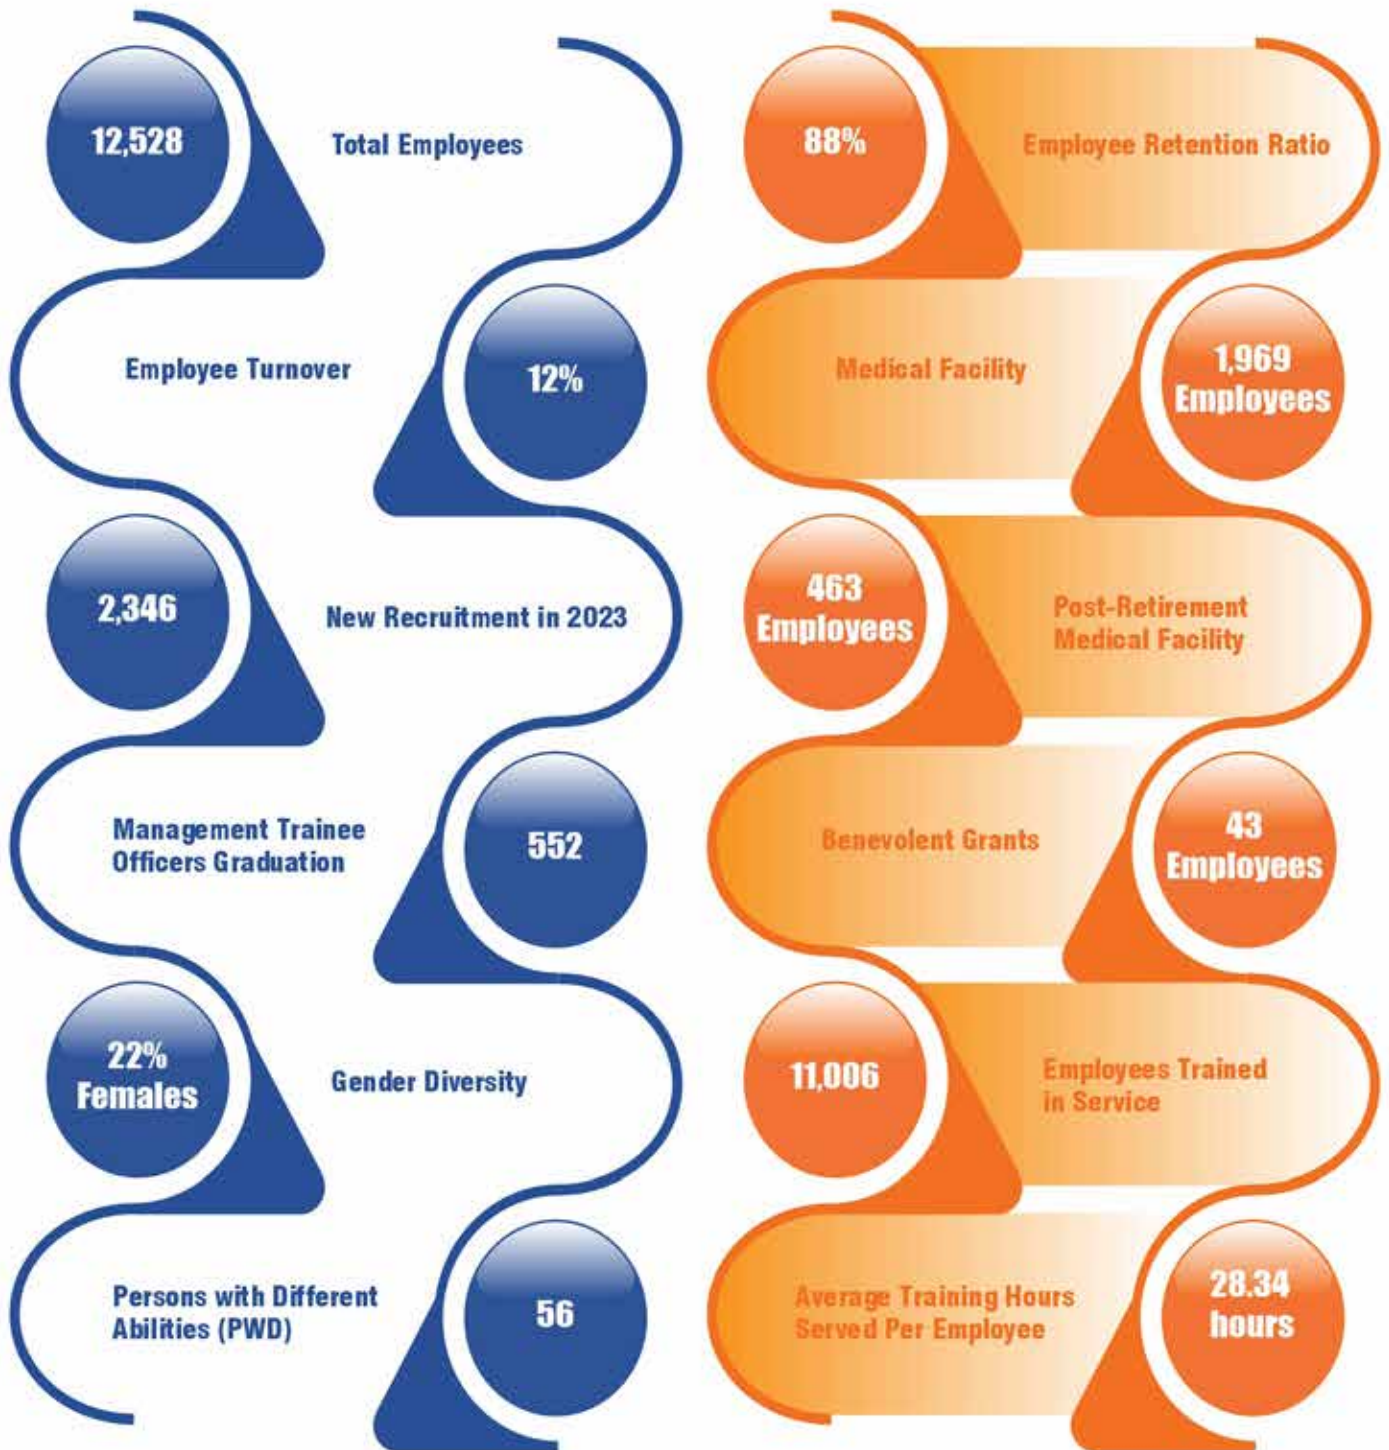 12,528
Total Employees
Employee Turnover
12%
2,346
New Recruitment in 2023
Management Trainee
Officers Graduation
552
22%
Females
Gender Diversity
Persons with Different
Abilities (PWD)
56
88%
Employee Retention Ratio
Medical Facility
1,969
Employees
463
Employees
Post-Retirement
Medical Facility
Benevolent Grants
43
Employees
11,006
Employees Trained
in Service
Average Training Hours
Served Per Employee
28.34
hours